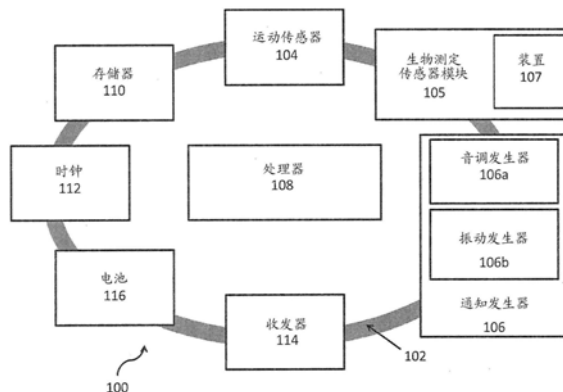 运动传感器
104
存储器
110
生物测定
传感器模块
105
装置
107
时钟
112
处理器
108
音调发生器
106a
振动发生器
106b
通知发生器
106
电池
116
收发器
114
102
100